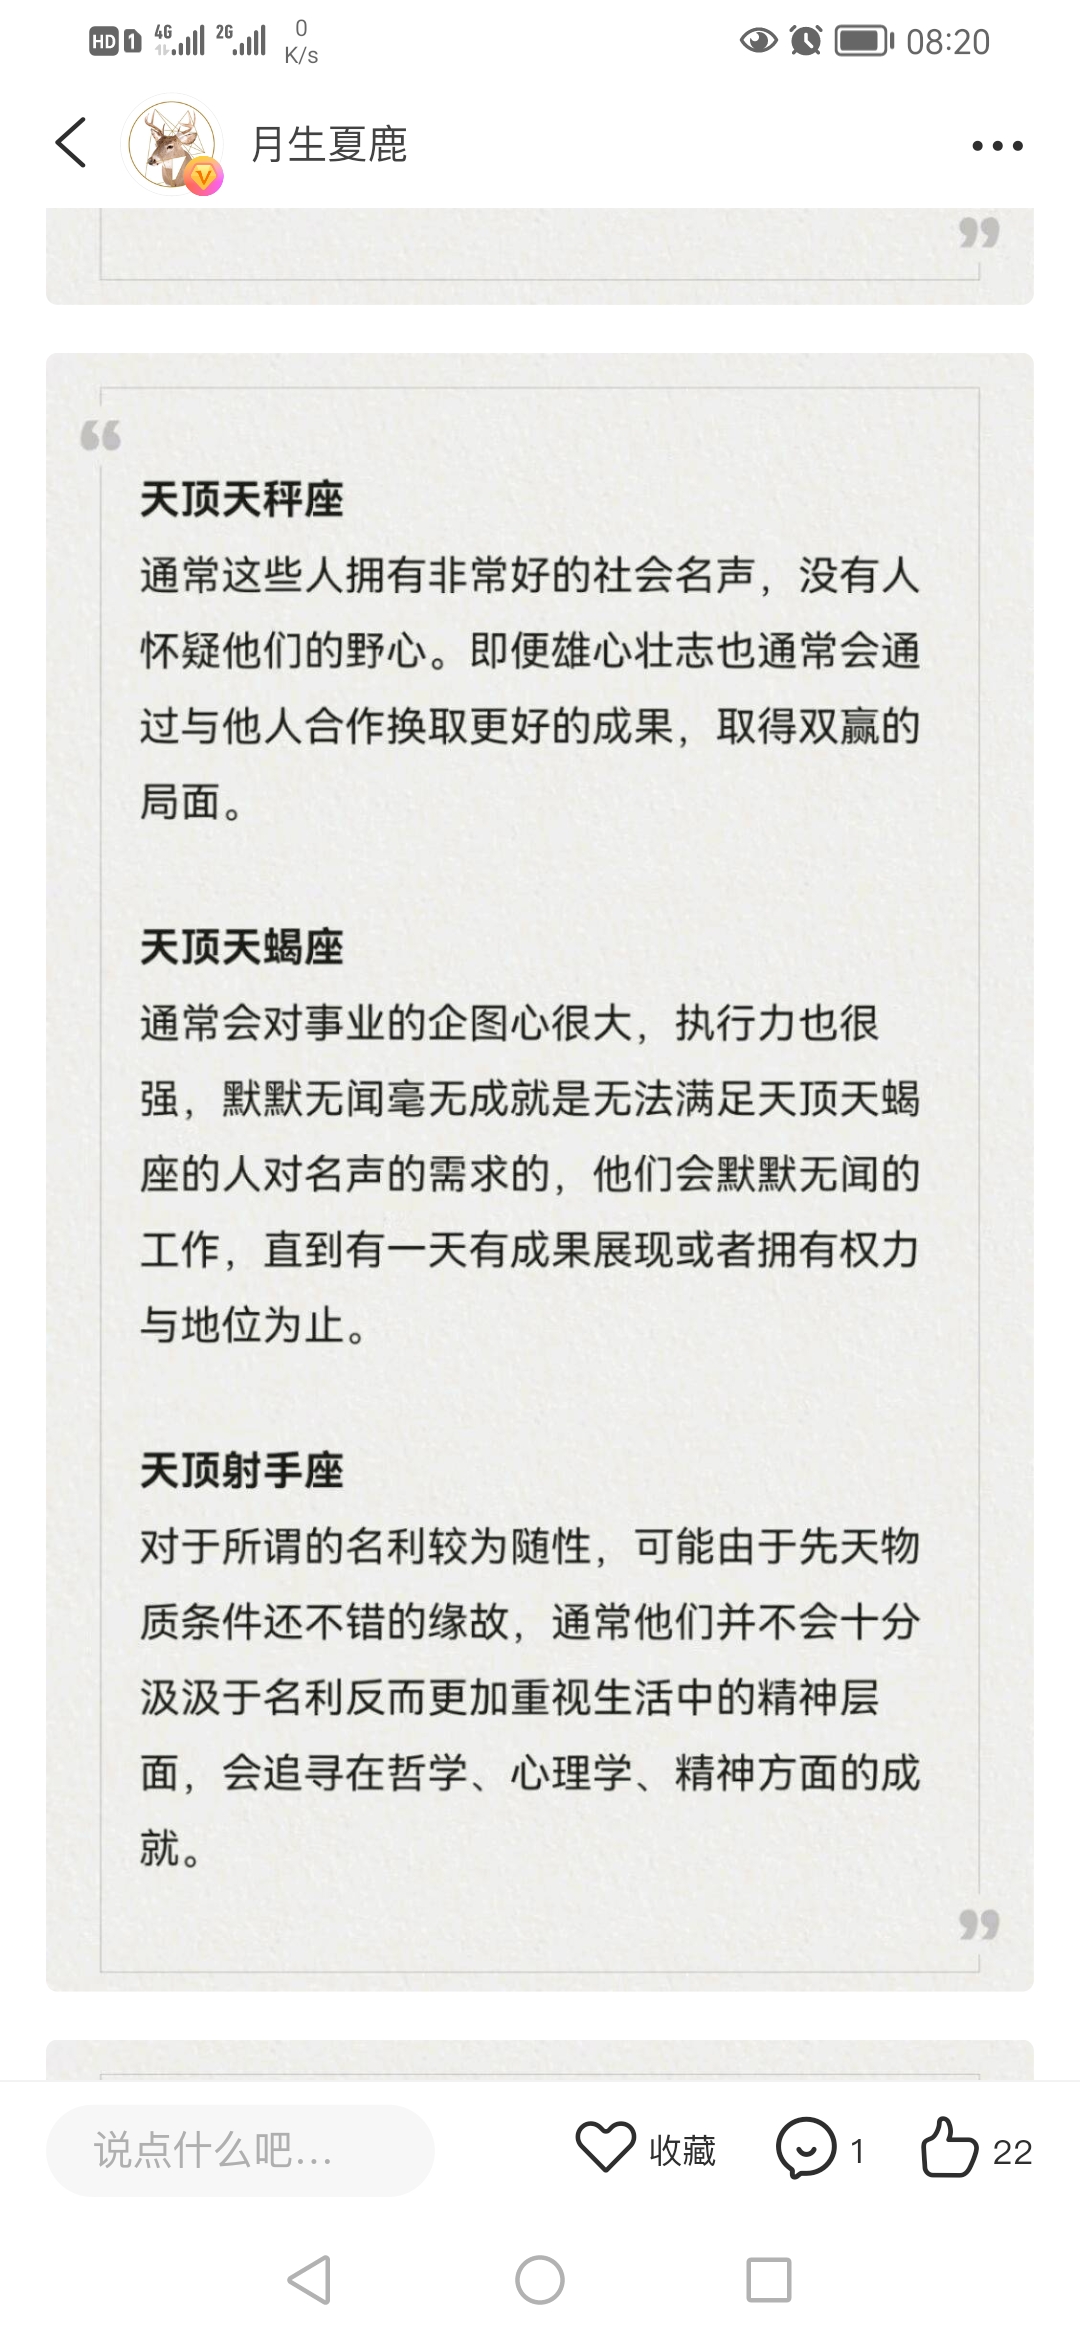 HD 1 4G 2G 0 K/s 08:20
月生夏鹿
”
“
天顶天秤座
通常这些人拥有非常好的社会名声，没有人
怀疑他们的野心。即便雄心壮志也通常会通
过与他人合作换取更好的成果，取得双赢的
局面。
天顶天蝎座
通常会对事业的企图心很大，执行力也很
强，默默无闻毫无成就是无法满足天顶天蝎
座的人对名声的需求的，他们会默默无闻的
工作，直到有一天有成果展现或者拥有权力
与地位为止。
天顶射手座
对于所谓的名利较为随性，可能由于先天物
质条件还不错的缘故，通常他们并不会十分
汲汲于名利反而更加重视生活中的精神层
面，会追寻在哲学、心理学、精神方面的成
就。
”
说点什么吧... 收藏 1 22